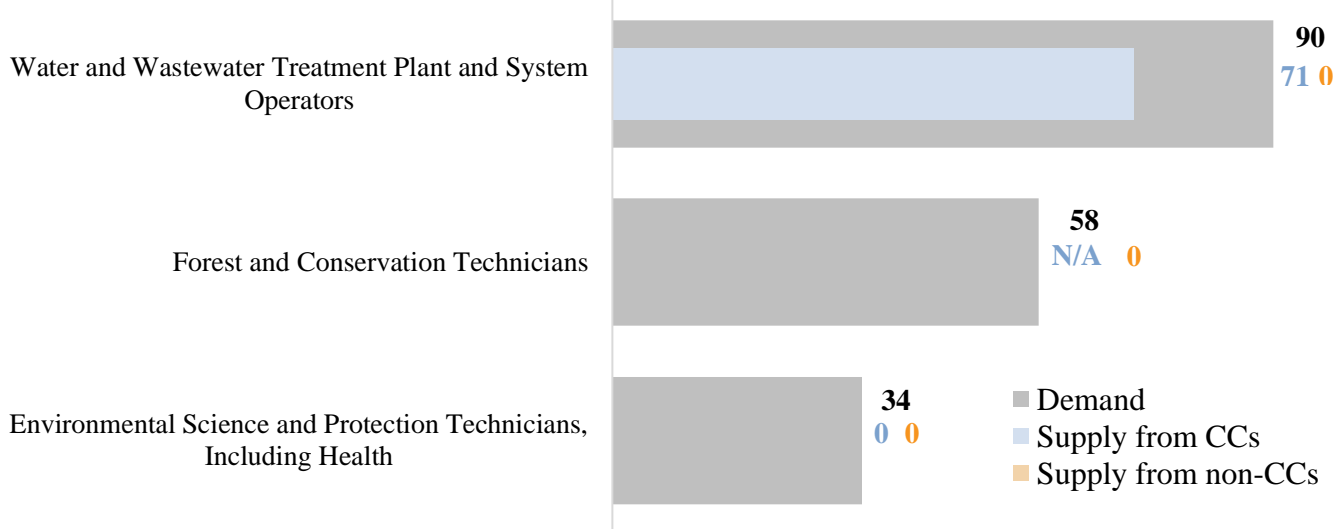 Water and Wastewater Treatment Plant and System
Operators
90
71 0
Forest and Conservation Technicians
58
N/A 0
Environmental Science and Protection Technicians,
Including Health
34
0 0
Demand
Supply from CCs
Supply from non-CCs